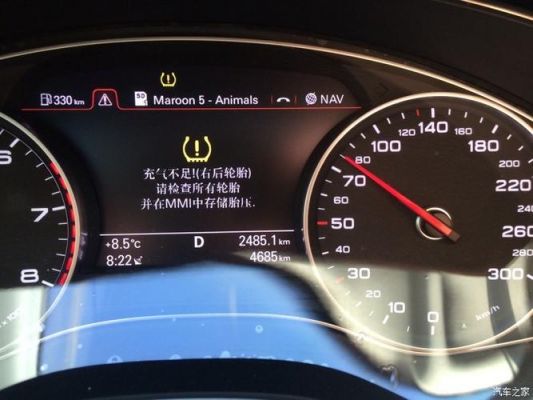 330 km
SD Maroon 5 - Animals
NAV
充气不足!(右后轮胎)
请检查所有轮胎
并在MMI中存储胎压.
+8.5°C D 2485.1 km
8:22 4685 km
6
7
8
x 100
0
10
30
50
70
80
100
120
140
160
180
200
220
240
260
280
300
km/h
汽车之家